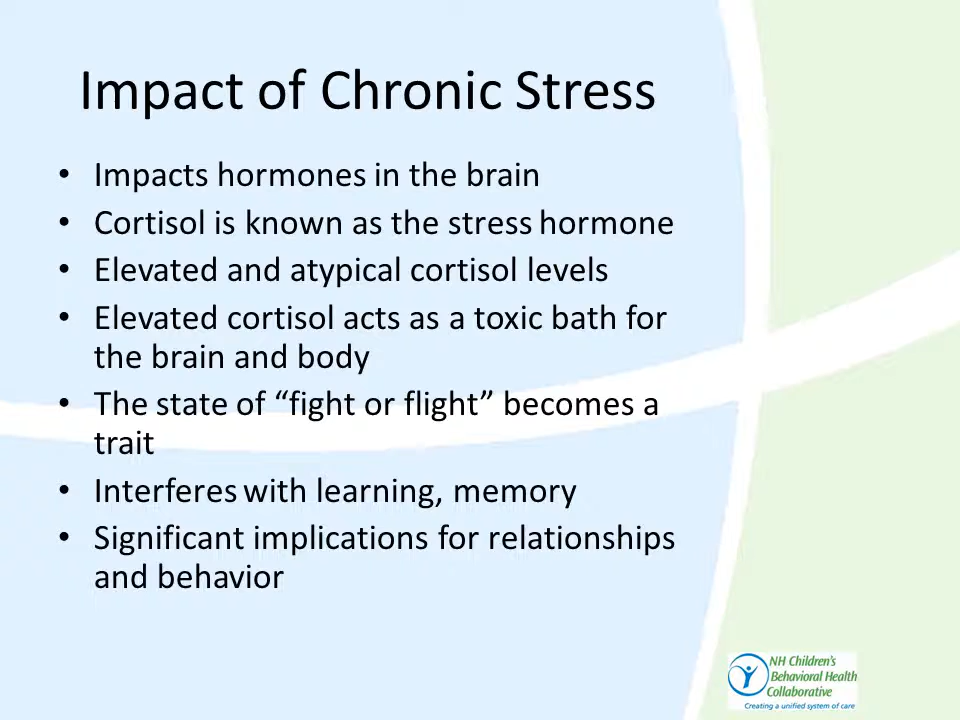 Impact of Chronic Stress
• Impacts hormones in the brain
• Cortisol is known as the stress hormone
• Elevated and atypical cortisol levels
• Elevated cortisol acts as a toxic bath for
the brain and body
• The state of “fight or flight” becomes a
trait
• Interferes with learning, memory
• Significant implications for relationships
and behavior
NH Children's
Behavioral Health
Collaborative
Creating a unified system of care